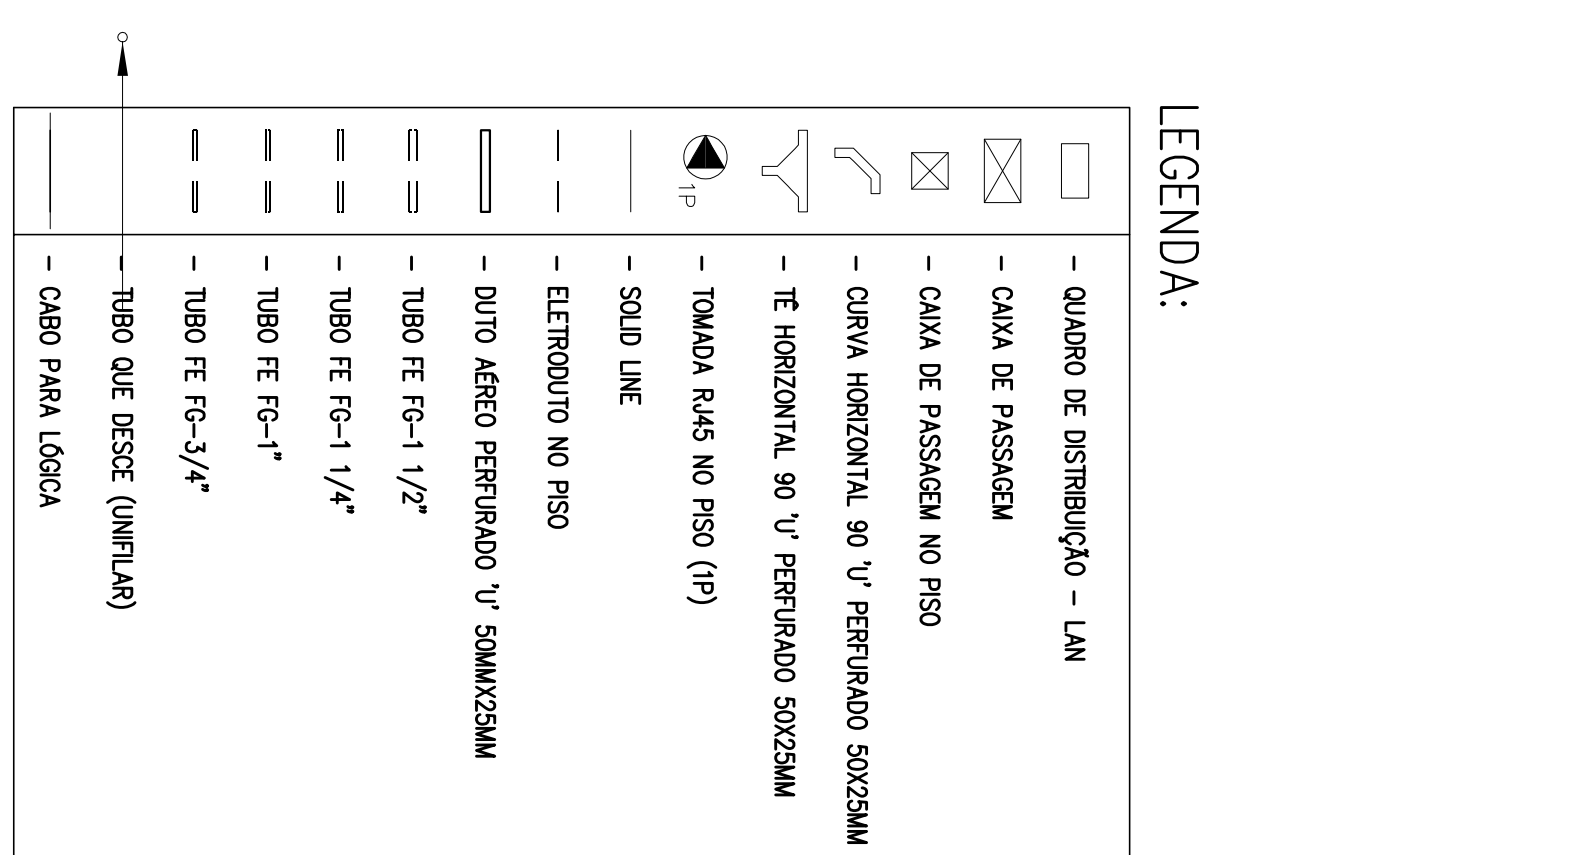 LEGENDA:
- QUADRO DE DISTRIBUIÇÃO - LAN
- CAIXA DE PASSAGEM
- CAIXA DE PASSAGEM NO PISO
- CURVA HORIZONTAL 90 'U' PERFURADO 50X25MM
- TÊ HORIZONTAL 90 'U' PERFURADO 50X25MM
1P - TOMADA RJ45 NO PISO (1P)
- SOLID LINE
- ELETRODUTO NO PISO
- DUTO AÉREO PERFURADO 'U' 50MMX25MM
- TUBO FE FG-1 1/2"
- TUBO FE FG-1 1/4"
- TUBO FE FG-1"
- TUBO FE FG-3/4"
- TUBO QUE DESCE (UNIFILAR)
- CABO PARA LÓGICA